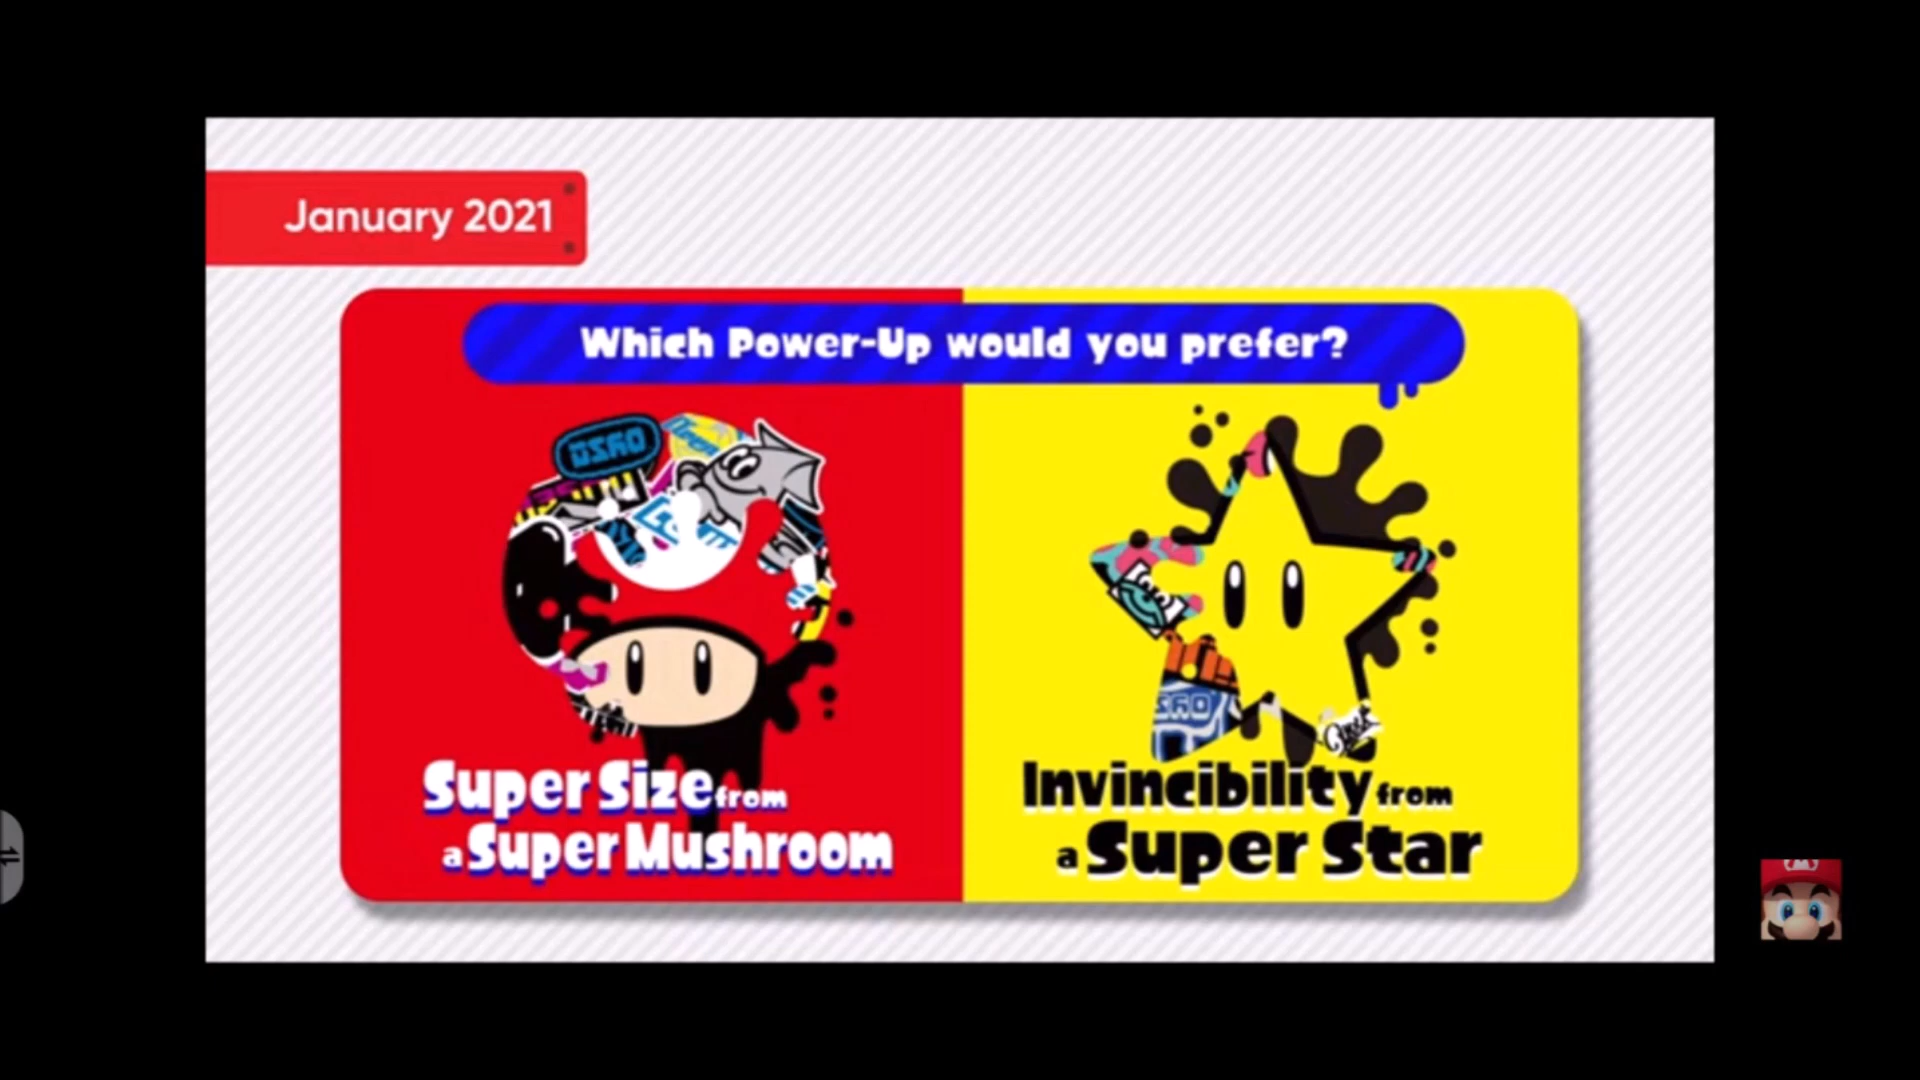 January 2021
Which Power-Up would you prefer?
Super Size from
a Super Mushroom
Invincibility from
a Super Star